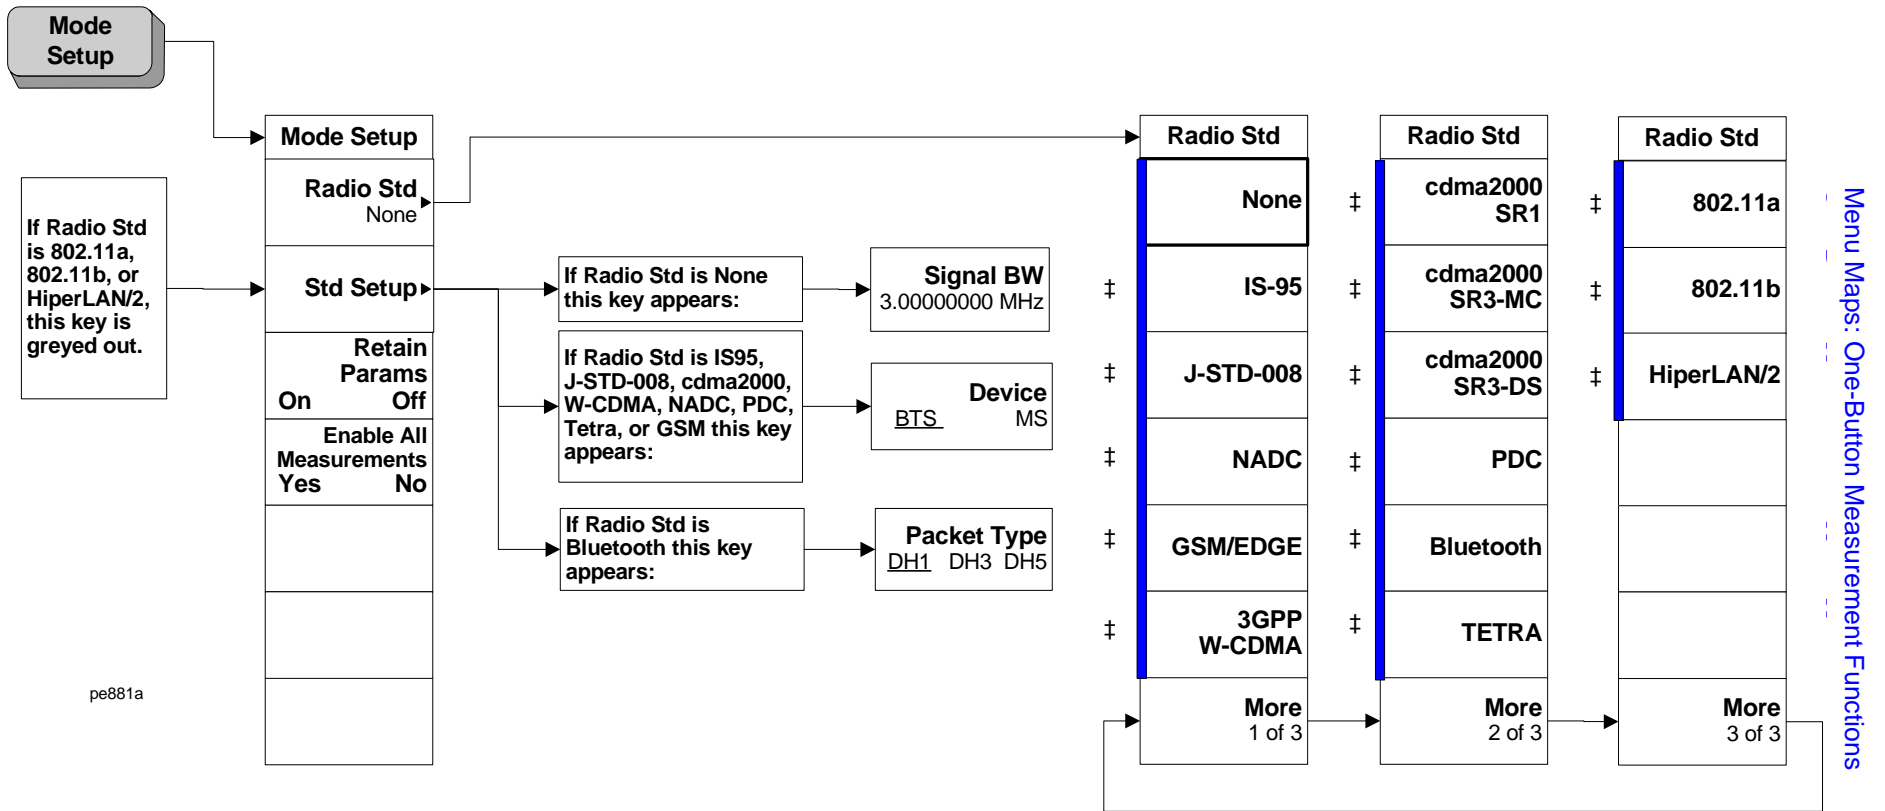 Mode
Setup
Mode Setup
Radio Std
None
Std Setup
Retain
Params
On Off
Enable All
Measurements
Yes No
If Radio Std
is 802.11a,
802.11b, or
HiperLAN/2,
this key is
greyed out.
If Radio Std is None
this key appears:
Signal BW
3.00000000 MHz
If Radio Std is IS95,
J-STD-008, cdma2000,
W-CDMA, NADC, PDC,
Tetra, or GSM this key
appears:
Device
BTS MS
If Radio Std is
Bluetooth this key
appears:
Packet Type
DH1 DH3 DH5
Radio Std
None
‡ IS-95
‡ J-STD-008
‡ NADC
‡ GSM/EDGE
‡ 3GPP
W-CDMA
More
1 of 3
Radio Std
‡ cdma2000
SR1
‡ cdma2000
SR3-MC
‡ cdma2000
SR3-DS
‡ PDC
‡ Bluetooth
‡ TETRA
More
2 of 3
Radio Std
‡ 802.11a
‡ 802.11b
‡ HiperLAN/2
More
3 of 3
pe881a
Menu Maps: One-Button Measurement Functions